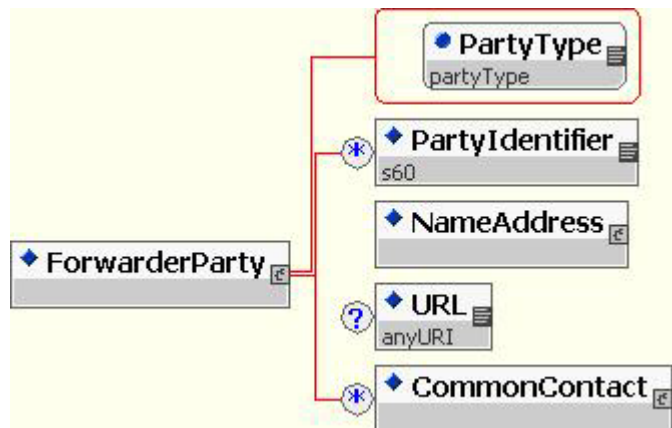 PartyType
partyType
* PartyIdentifier
s60
NameAddress
ForwarderParty
? URL
anyURI
* CommonContact